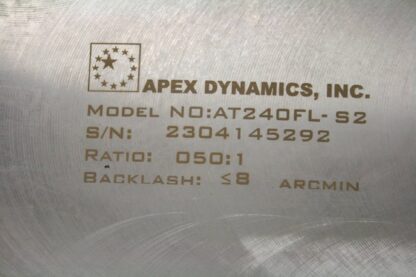 APEX DYNAMICS, INC.
MODEL NO:AT240FL-S2
S/N: 2304145292
RATIO: 050:1
BACKLASH: ≤8 ARCMIN